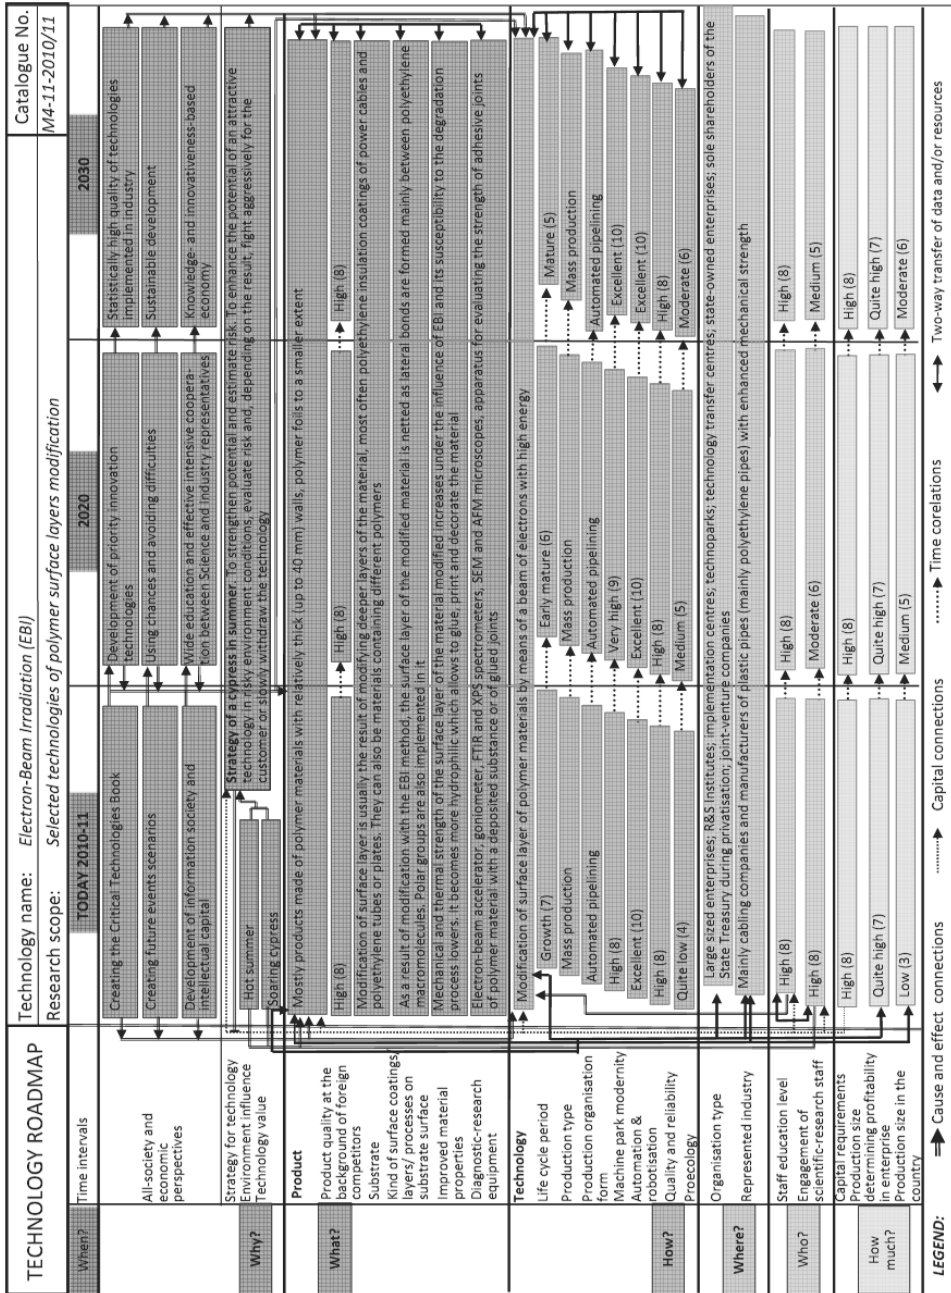 TECHNOLOGY ROADMAP
Technology name: Electron-Beam Irradiation (EBI)
Research scope: Selected technologies of polymer surface layers modification
Catalogue No.
M4-11-2010/11
When?
Time intervals
TODAY 2010-11
2020
2030
Why?
All-society and
economic
perspectives
Creating the Critical Technologies Book
Development of priority innovation
technologies
Statistically high quality of technologies
implemented in industry
Creating future events scenarios
Using chances and avoiding difficulties
Sustainable development
Development of information society and
intellectual capital
Wide education and effective intensive coopera-
tion between Science and Industry representatives
Knowledge- and innovativeness-based
economy
Strategy for technology
Strategy of a cypress in summer. To strengthen potential and estimate risk. To enhance the potential of an attractive
technology in risky environment conditions, evaluate risk and, depending on the result, fight aggressively for the
customer or slowly withdraw the technology
Environment influence
Hot summer
Technology value
Soaring cypress
What?
Product
Mostly products made of polymer materials with relatively thick (up to 40 mm) walls, polymer foils to a smaller extent
Product quality at the
background of foreign
competitors
High (8)
High (8)
High (8)
Substrate
Modification of surface layer is usually the result of modifying deeper layers of the material, most often polyethylene insulation coatings of power cables and
polyethylene tubes or plates. They can also be materials containing different polymers
Kind of surface coatings/
layers/ processes on
substrate surface
As a result of modification with the EBI method, the surface layer of the modified material is netted as lateral bonds are formed mainly between polyethylene
macromolecules. Polar groups are also implemented in it
Improved material
properties
Mechanical and thermal strength of the surface layer of the material modified increases under the influence of EBI and its susceptibility to the degradation
process lowers. It becomes more hydrophilic which allows to glue, print and decorate the material
Diagnostic-research
equipment
Electron-beam accelerator, goniometer, FTIR and XPS spectrometers, SEM and AFM microscopes, apparatus for evaluating the strength of adhesive joints
of polymer material with a deposited substance or of glued joints
How?
Technology
Modification of surface layer of polymer materials by means of a beam of electrons with high energy
Life cycle period
Growth (7)
Early mature (6)
Mature (5)
Production type
Mass production
Mass production
Mass production
Production organisation
form
Automated pipelining
Automated pipelining
Automated pipelining
Machine park modernity
High (8)
Very high (9)
Excellent (10)
Automation &
robotisation
Excellent (10)
Excellent (10)
Excellent (10)
Quality and reliability
High (8)
High (8)
High (8)
Proecology
Quite low (4)
Medium (5)
Moderate (6)
Where?
Organisation type
Large sized enterprises; R&S Institutes; implementation centres; technoparks; technology transfer centres; state-owned enterprises; sole shareholders of the
State Treasury during privatisation; joint-venture companies
Represented industry
Mainly cabling companies and manufacturers of plastic pipes (mainly polyethylene pipes) with enhanced mechanical strength
Who?
Staff education level
High (8)
High (8)
High (8)
Engagement of
scientific-research staff
High (8)
Moderate (6)
Medium (5)
How
much?
Capital requirements
High (8)
High (8)
High (8)
Production size
determining profitability
in enterprise
Quite high (7)
Quite high (7)
Quite high (7)
Production size in the
country
Low (3)
Medium (5)
Moderate (6)
LEGEND:
Cause and effect connections
Capital connections
Time correlations
Two-way transfer of data and/or resources